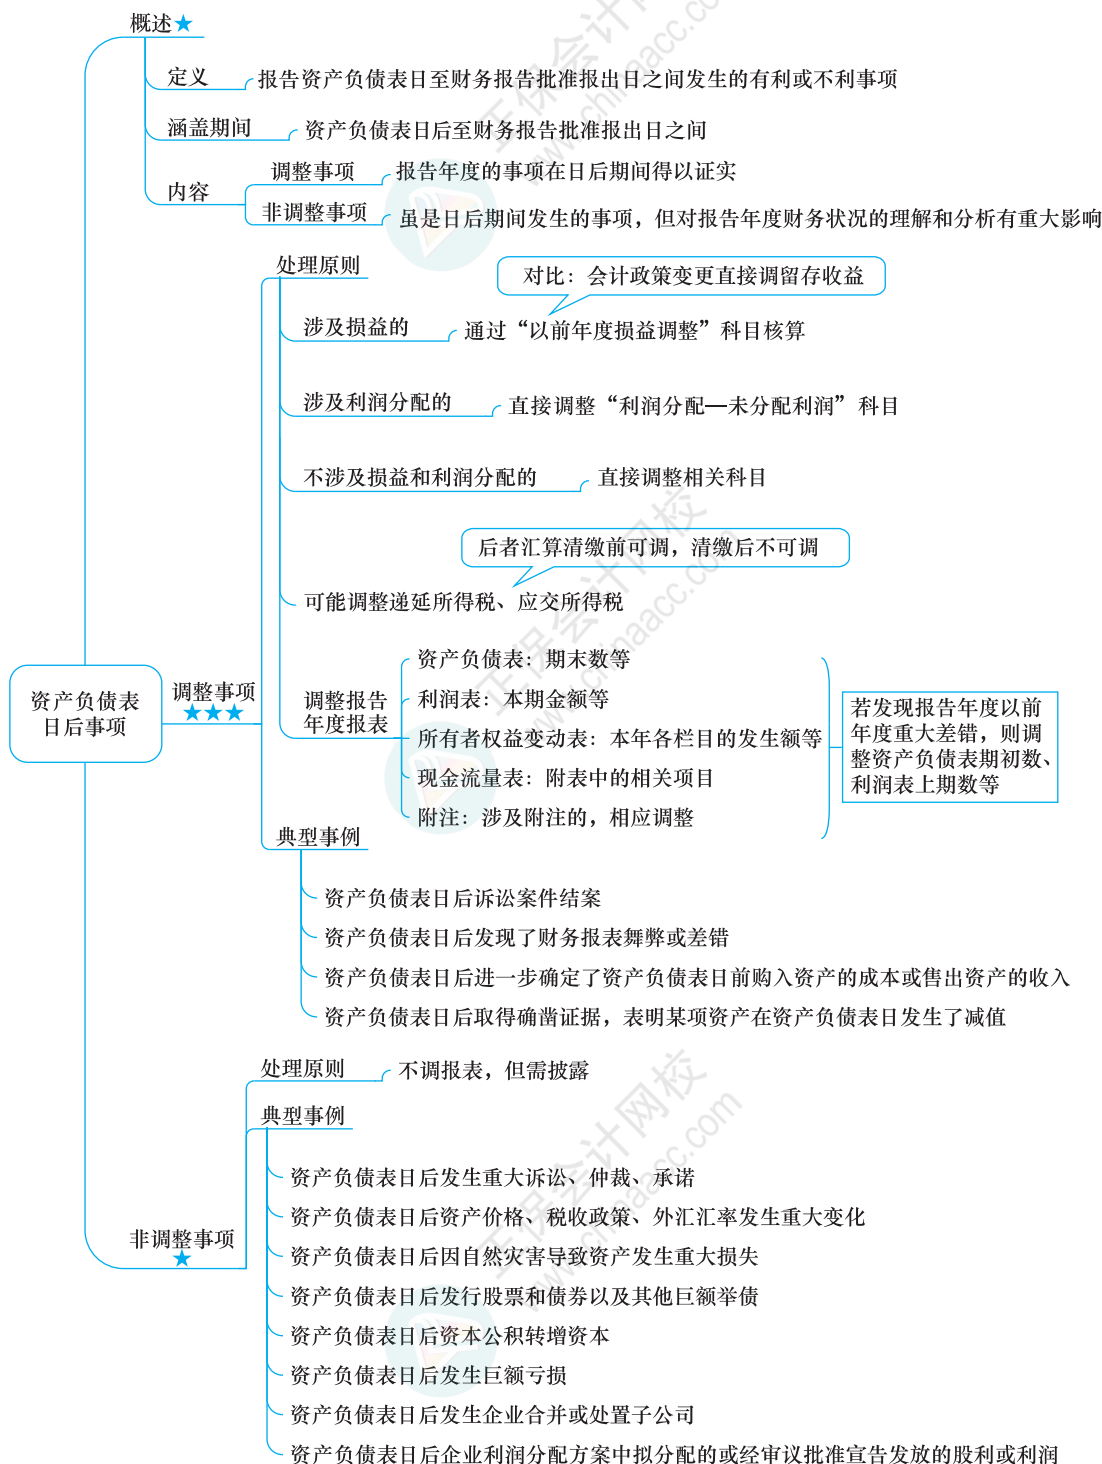 概述★
定义
报告资产负债表日至财务报告批准报出日之间发生的有利或不利事项
涵盖期间
资产负债表日后至财务报告批准报出日之间
内容
调整事项
报告年度的事项在日后期间得以证实
非调整事项
虽是日后期间发生的事项，但对报告年度财务状况的理解和分析有重大影响
资产负债表
日后事项
调整事项
★★★
处理原则
对比：会计政策变更直接调留存收益
涉及损益的
通过“以前年度损益调整”科目核算
涉及利润分配的
直接调整“利润分配—未分配利润”科目
不涉及损益和利润分配的
直接调整相关科目
后者汇算清缴前可调，清缴后不可调
可能调整递延所得税、应交所得税
调整报告
年度报表
资产负债表：期末数等
利润表：本期金额等
所有者权益变动表：本年各栏目的发生额等
现金流量表：附表中的相关项目
附注：涉及附注的，相应调整
若发现报告年度以前
年度重大差错，则调
整资产负债表期初数、
利润表上期数等
典型事例
资产负债表日后诉讼案件结案
资产负债表日后发现了财务报表舞弊或差错
资产负债表日后进一步确定了资产负债表日前购入资产的成本或售出资产的收入
资产负债表日后取得确凿证据，表明某项资产在资产负债表日发生了减值
非调整事项
★
处理原则
不调报表，但需披露
典型事例
资产负债表日后发生重大诉讼、仲裁、承诺
资产负债表日后资产价格、税收政策、外汇汇率发生重大变化
资产负债表日后因自然灾害导致资产发生重大损失
资产负债表日后发行股票和债券以及其他巨额举债
资产负债表日后资本公积转增资本
资产负债表日后发生巨额亏损
资产负债表日后发生企业合并或处置子公司
资产负债表日后企业利润分配方案中拟分配的或经审议批准宣告发放的股利或利润
正保会计网校
www.chinaacc.com
正保会计网校
www.chinaacc.com
正保会计网校
www.chinaacc.com